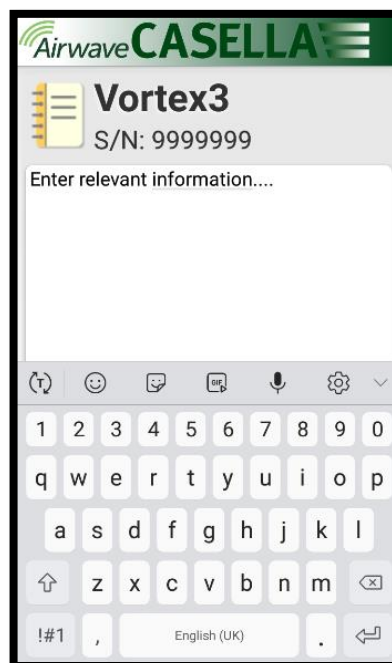 Airwave CASELLA
Vortex3
S/N: 9999999
Enter relevant information....
T GIF
1 2 3 4 5 6 7 8 9 0
q w e r t y u i o p
a s d f g h j k l
z x c v b n m
!#1 , English (UK) .